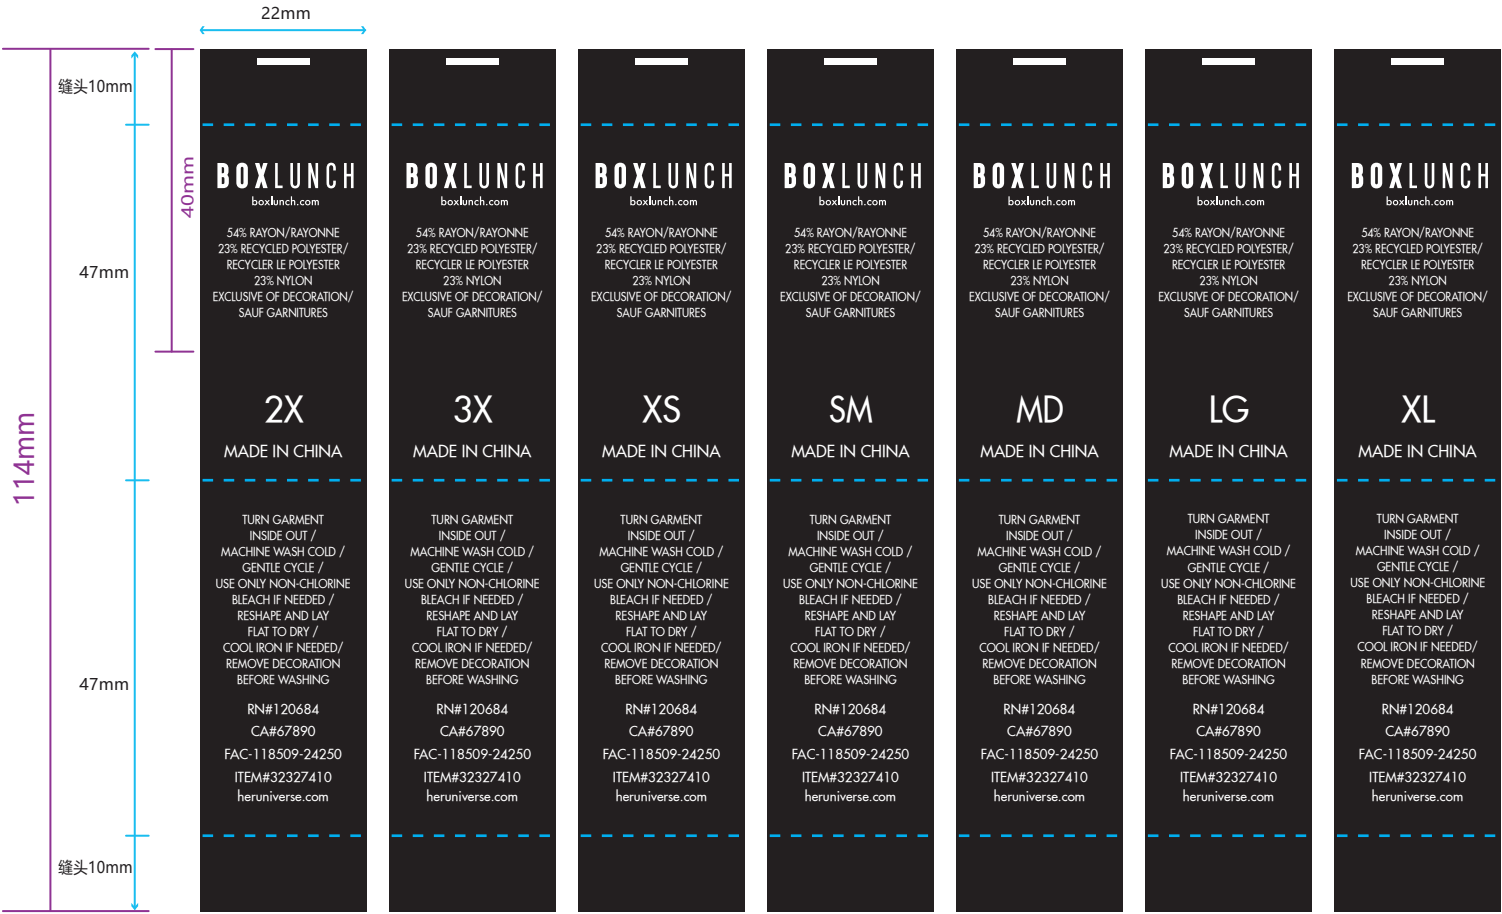 22mm
缝头10mm
40mm
47mm
114mm
47mm
缝头10mm
BOXLUNCH
boxlunch.com
54% RAYON/RAYONNE
23% RECYCLED POLYESTER/
RECYCLER LE POLYESTER
23% NYLON
EXCLUSIVE OF DECORATION/
SAUF GARNITURES
2X
MADE IN CHINA
TURN GARMENT
INSIDE OUT /
MACHINE WASH COLD /
GENTLE CYCLE /
USE ONLY NON-CHLORINE
BLEACH IF NEEDED /
RESHAPE AND LAY
FLAT TO DRY /
COOL IRON IF NEEDED/
REMOVE DECORATION
BEFORE WASHING
RN#120684
CA#67890
FAC-118509-24250
ITEM#32327410
heruniverse.com
BOXLUNCH
boxlunch.com
54% RAYON/RAYONNE
23% RECYCLED POLYESTER/
RECYCLER LE POLYESTER
23% NYLON
EXCLUSIVE OF DECORATION/
SAUF GARNITURES
3X
MADE IN CHINA
TURN GARMENT
INSIDE OUT /
MACHINE WASH COLD /
GENTLE CYCLE /
USE ONLY NON-CHLORINE
BLEACH IF NEEDED /
RESHAPE AND LAY
FLAT TO DRY /
COOL IRON IF NEEDED/
REMOVE DECORATION
BEFORE WASHING
RN#120684
CA#67890
FAC-118509-24250
ITEM#32327410
heruniverse.com
BOXLUNCH
boxlunch.com
54% RAYON/RAYONNE
23% RECYCLED POLYESTER/
RECYCLER LE POLYESTER
23% NYLON
EXCLUSIVE OF DECORATION/
SAUF GARNITURES
XS
MADE IN CHINA
TURN GARMENT
INSIDE OUT /
MACHINE WASH COLD /
GENTLE CYCLE /
USE ONLY NON-CHLORINE
BLEACH IF NEEDED /
RESHAPE AND LAY
FLAT TO DRY /
COOL IRON IF NEEDED/
REMOVE DECORATION
BEFORE WASHING
RN#120684
CA#67890
FAC-118509-24250
ITEM#32327410
heruniverse.com
BOXLUNCH
boxlunch.com
54% RAYON/RAYONNE
23% RECYCLED POLYESTER/
RECYCLER LE POLYESTER
23% NYLON
EXCLUSIVE OF DECORATION/
SAUF GARNITURES
SM
MADE IN CHINA
TURN GARMENT
INSIDE OUT /
MACHINE WASH COLD /
GENTLE CYCLE /
USE ONLY NON-CHLORINE
BLEACH IF NEEDED /
RESHAPE AND LAY
FLAT TO DRY /
COOL IRON IF NEEDED/
REMOVE DECORATION
BEFORE WASHING
RN#120684
CA#67890
FAC-118509-24250
ITEM#32327410
heruniverse.com
BOXLUNCH
boxlunch.com
54% RAYON/RAYONNE
23% RECYCLED POLYESTER/
RECYCLER LE POLYESTER
23% NYLON
EXCLUSIVE OF DECORATION/
SAUF GARNITURES
MD
MADE IN CHINA
TURN GARMENT
INSIDE OUT /
MACHINE WASH COLD /
GENTLE CYCLE /
USE ONLY NON-CHLORINE
BLEACH IF NEEDED /
RESHAPE AND LAY
FLAT TO DRY /
COOL IRON IF NEEDED/
REMOVE DECORATION
BEFORE WASHING
RN#120684
CA#67890
FAC-118509-24250
ITEM#32327410
heruniverse.com
BOXLUNCH
boxlunch.com
54% RAYON/RAYONNE
23% RECYCLED POLYESTER/
RECYCLER LE POLYESTER
23% NYLON
EXCLUSIVE OF DECORATION/
SAUF GARNITURES
LG
MADE IN CHINA
TURN GARMENT
INSIDE OUT /
MACHINE WASH COLD /
GENTLE CYCLE /
USE ONLY NON-CHLORINE
BLEACH IF NEEDED /
RESHAPE AND LAY
FLAT TO DRY /
COOL IRON IF NEEDED/
REMOVE DECORATION
BEFORE WASHING
RN#120684
CA#67890
FAC-118509-24250
ITEM#32327410
heruniverse.com
BOXLUNCH
boxlunch.com
54% RAYON/RAYONNE
23% RECYCLED POLYESTER/
RECYCLER LE POLYESTER
23% NYLON
EXCLUSIVE OF DECORATION/
SAUF GARNITURES
XL
MADE IN CHINA
TURN GARMENT
INSIDE OUT /
MACHINE WASH COLD /
GENTLE CYCLE /
USE ONLY NON-CHLORINE
BLEACH IF NEEDED /
RESHAPE AND LAY
FLAT TO DRY /
COOL IRON IF NEEDED/
REMOVE DECORATION
BEFORE WASHING
RN#120684
CA#67890
FAC-118509-24250
ITEM#32327410
heruniverse.com